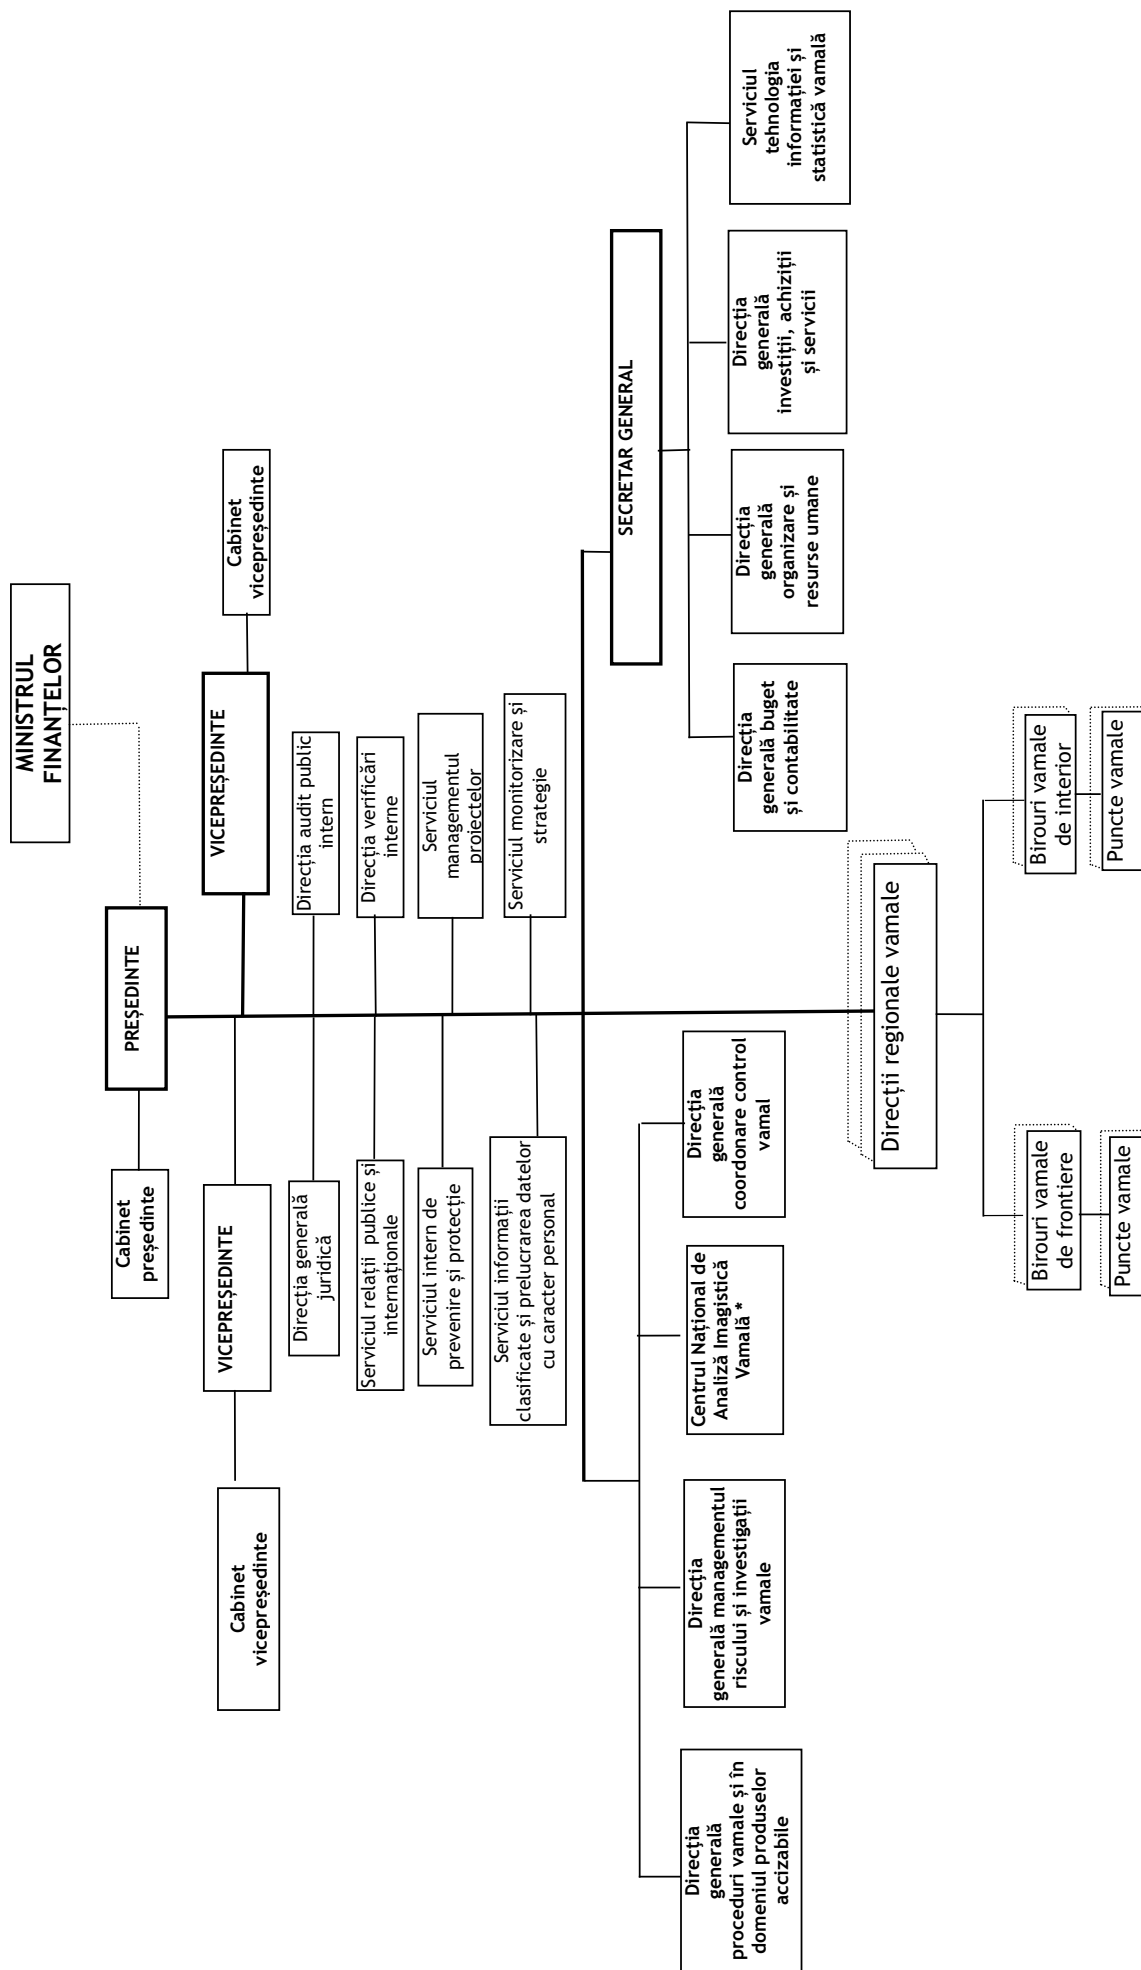 MINISTRUL
FINANȚELOR
PREȘEDINTE
Cabinet
președinte
VICEPREȘEDINTE
Cabinet
vicepreședinte
VICEPREȘEDINTE
Cabinet
vicepreședinte
Direcția generală
juridică
Direcția audit public
intern
Serviciul relații publice și
internaționale
Direcția verificări
interne
Serviciul intern de
prevenire și protecție
Serviciul
managementul
proiectelor
Serviciul informații
clasificate și prelucrarea datelor
cu caracter personal
Serviciul monitorizare și
strategie
SECRETAR GENERAL
Direcția
generală
proceduri vamale și în
domeniul produselor
accizabile
Direcția
generală managementul
riscului și investigații
vamale
Centrul Național de
Analiză Imagistică
Vamală *
Direcția
generală
coordonare control
vamal
Direcția
generală buget
și contabilitate
Direcția
generală
organizare și
resurse umane
Direcția
generală
investiții, achiziții
și servicii
Serviciul
tehnologia
informației și
statistică vamală
Direcții regionale vamale
Birouri vamale
de frontiere
Puncte vamale
Birouri vamale
de interior
Puncte vamale